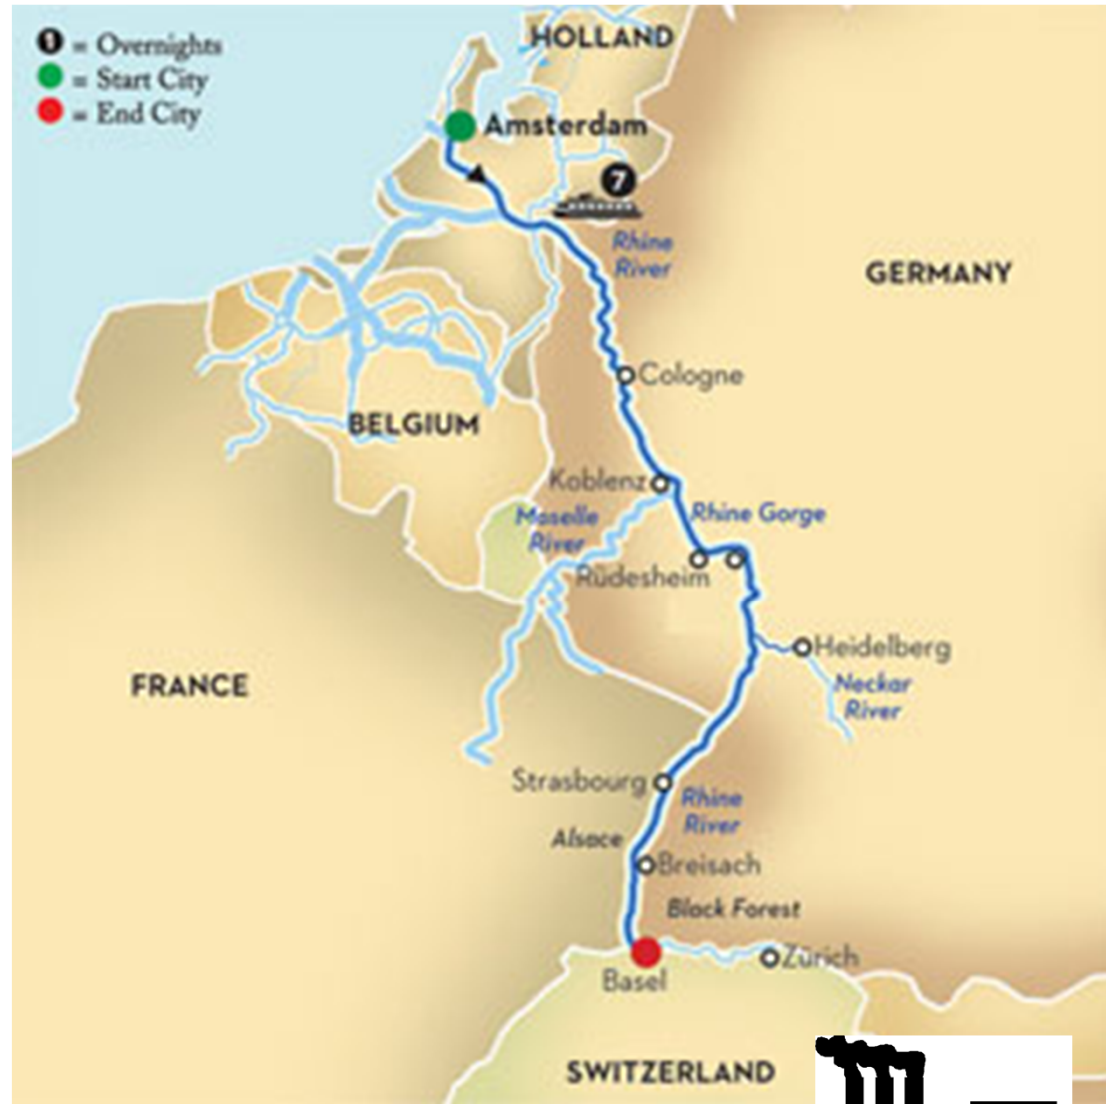 9 = Overnights
= Start City
= End City
HOLLAND
Amsterdam
7
Rhine
River
GERMANY
Cologne
BELGIUM
Koblenz
Moselle
River
Rhine Gorge
Rüdesheim
Heidelberg
Neckar
River
FRANCE
Strasbourg
Rhine
River
Alsace
Breisach
Black Forest
Zürich
Basel
SWITZERLAND